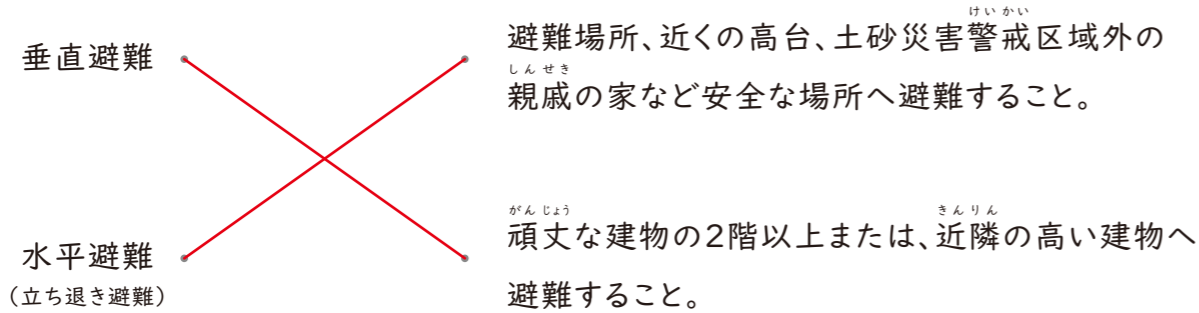 垂直避難
水平避難
（立ち退き避難）
けいかい
避難場所、近くの高台、土砂災害警戒区域外の
しんせき
親戚の家など安全な場所へ避難すること。
がんじょう きんりん
頑丈な建物の2階以上または、近隣の高い建物へ
避難すること。